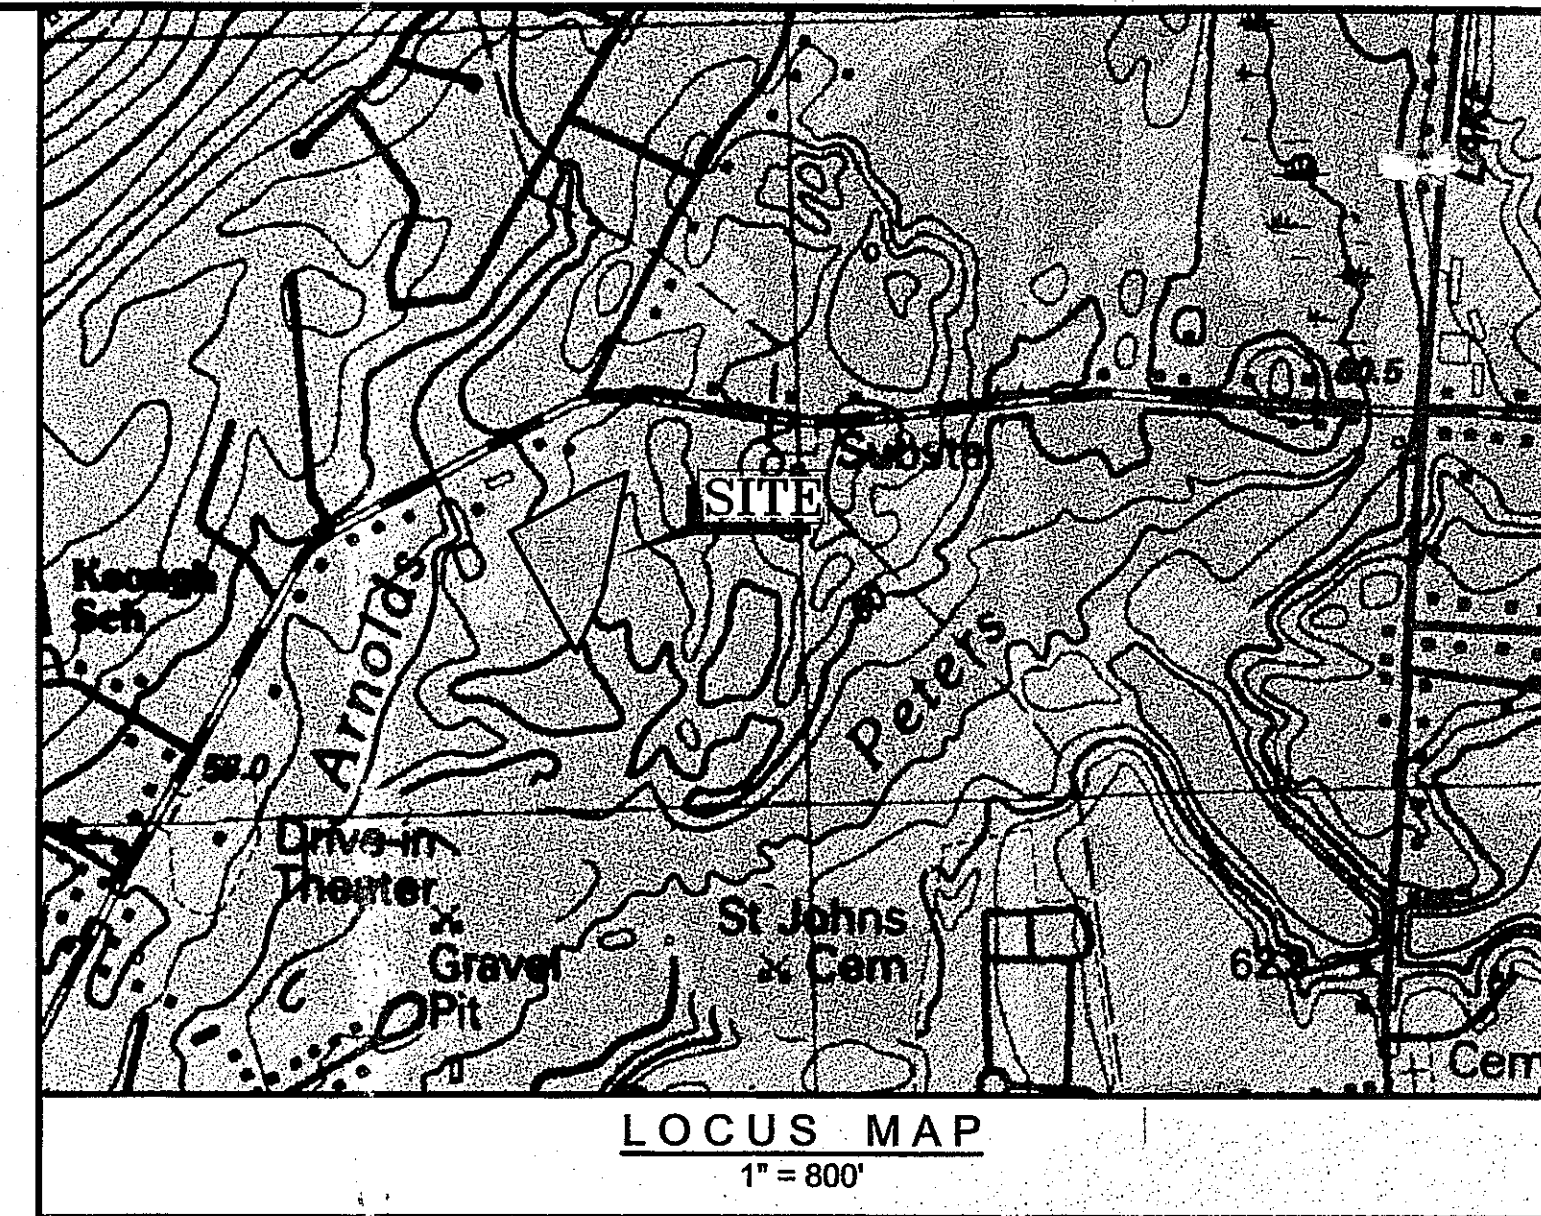 60.5
Substa
SITE
Keough
Sch
80
Arnolds
Peters
59.0
Drive-in
Theater
Gravel
Pit
St Johns
Cem
Cem
LOCUS MAP
1" = 800'